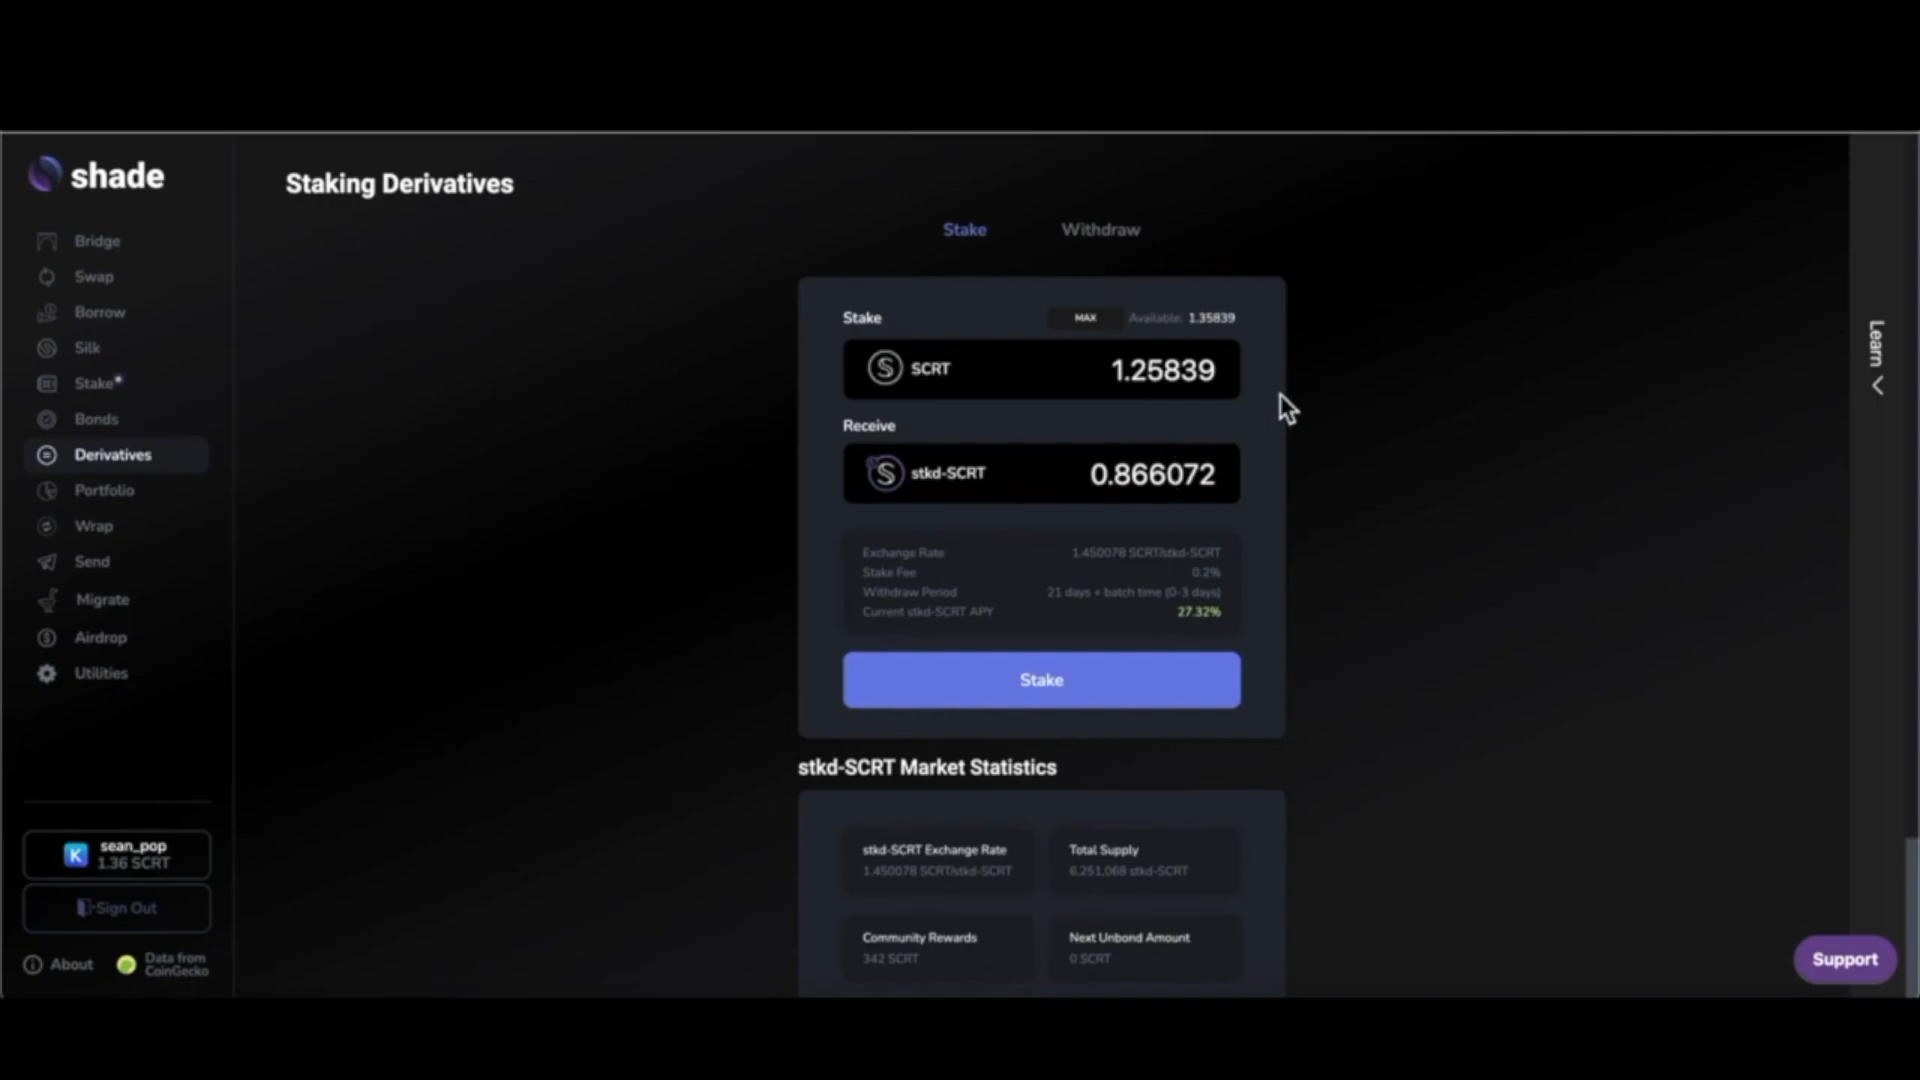 shade
Bridge
Swap
Borrow
Silk
Stake
Bonds
Derivatives
Portfolio
Wrap
Send
Migrate
Airdrop
Utilities
K
sean_pop
1.36 SCRT
Sign Out
About
Data from
CoinGecko
Staking Derivatives
Stake Withdraw
Stake MAX Available: 1.35839
SCRT 1.25839
Receive
stkd-SCRT 0.866072
Exchange Rate 1.450078 SCRT/stkd-SCRT
Stake Fee 0.2%
Withdraw Period 21 days + batch time (0-3 days)
Current stkd-SCRT APY 27.32%
Stake
stkd-SCRT Market Statistics
stkd-SCRT Exchange Rate
1.450078 SCRT/stkd-SCRT
Total Supply
6,251,068 stkd-SCRT
Community Rewards
342 SCRT
Next Unbond Amount
0 SCRT
Learn
Support